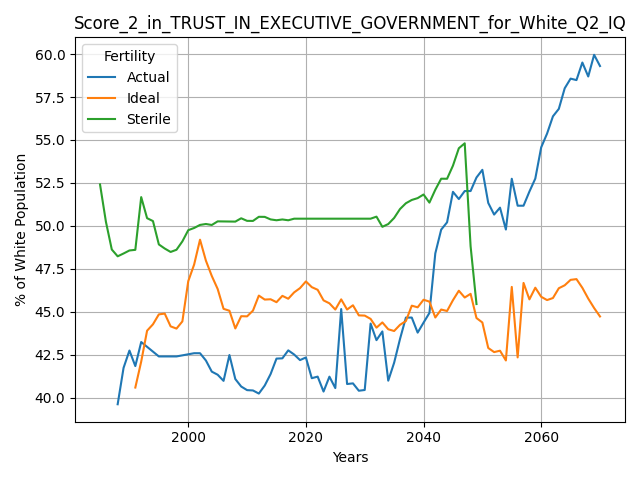 Score_2_in_TRUST_IN_EXECUTIVE_GOVERNMENT_for_White_Q2_IQ
Fertility
Actual
Ideal
Sterile
60.0
57.5
55.0
52.5
50.0
47.5
45.0
42.5
40.0
% of White Population
2000
2020
2040
2060
Years